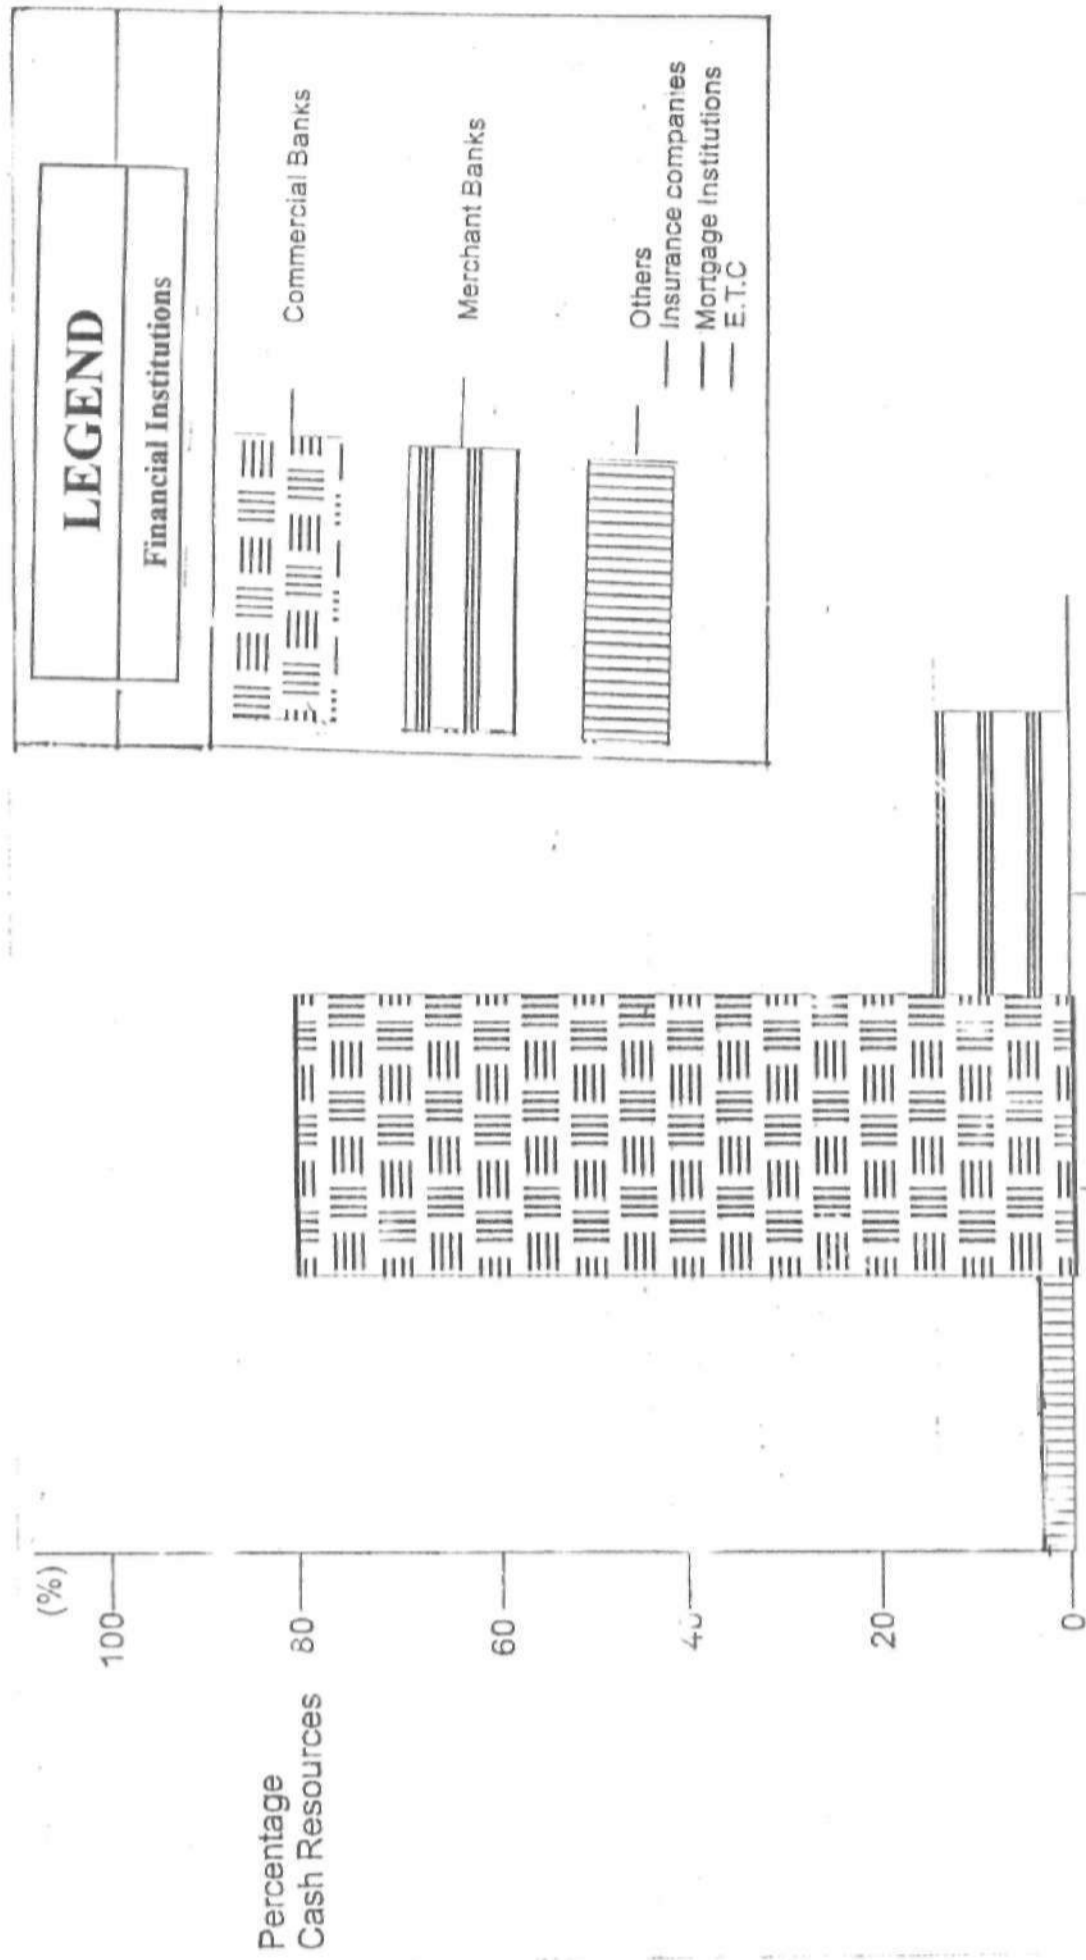 LEGEND
Financial Institutions
Commercial Banks
Merchant Banks
Others
Insurance companies
Mortgage Institutions
E.T.C
(%)
100
80
60
40
20
0
Percentage
Cash Resources